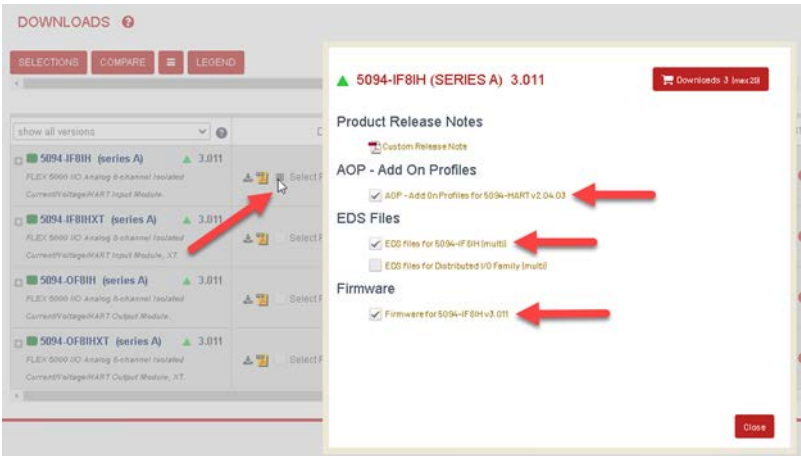 DOWNLOADS
SELECTIONS COMPARE LEGEND
show all versions
5094-IF8IH (series A) 3.011
FLEX 5000 I/O Analog 8-channel Isolated
Current/Voltage/HART Input Module.
Select F
5094-IF8IHXT (series A) 3.011
FLEX 5000 I/O Analog 8-channel Isolated
Current/Voltage/HART Input Module, XT.
Select F
5094-OF8IH (series A) 3.011
FLEX 5000 I/O Analog 8-channel Isolated
Current/Voltage/HART Output Module.
Select F
5094-OF8IHXT (series A) 3.011
FLEX 5000 I/O Analog 8-channel Isolated
Current/Voltage/HART Output Module, XT.
Select F
5094-IF8IH (SERIES A) 3.011
Downloads 3 (max 20)
Product Release Notes
Custom Release Note
AOP - Add On Profiles
AOP - Add On Profiles for 5094-HART v2.04.03
EDS Files
EDS files for 5094-IF8IH (multi)
EDS files for Distributed I/O Family (multi)
Firmware
Firmware for 5094-IF8IH v3.011
Close